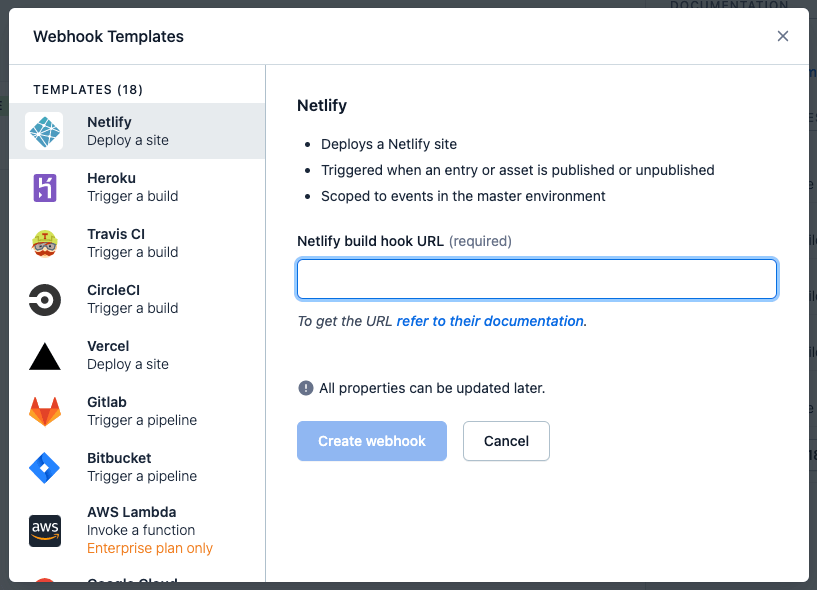 DOCUMENTATION
Webhook Templates
TEMPLATES (18)
Netlify
Deploy a site
Heroku
Trigger a build
Travis CI
Trigger a build
CircleCI
Trigger a build
Vercel
Deploy a site
Gitlab
Trigger a pipeline
Bitbucket
Trigger a pipeline
aws
AWS Lambda
Invoke a function
Enterprise plan only
Google Cloud
Netlify
Deploys a Netlify site
Triggered when an entry or asset is published or unpublished
Scoped to events in the master environment
Netlify build hook URL (required)
To get the URL refer to their documentation.
All properties can be updated later.
Create webhook
Cancel